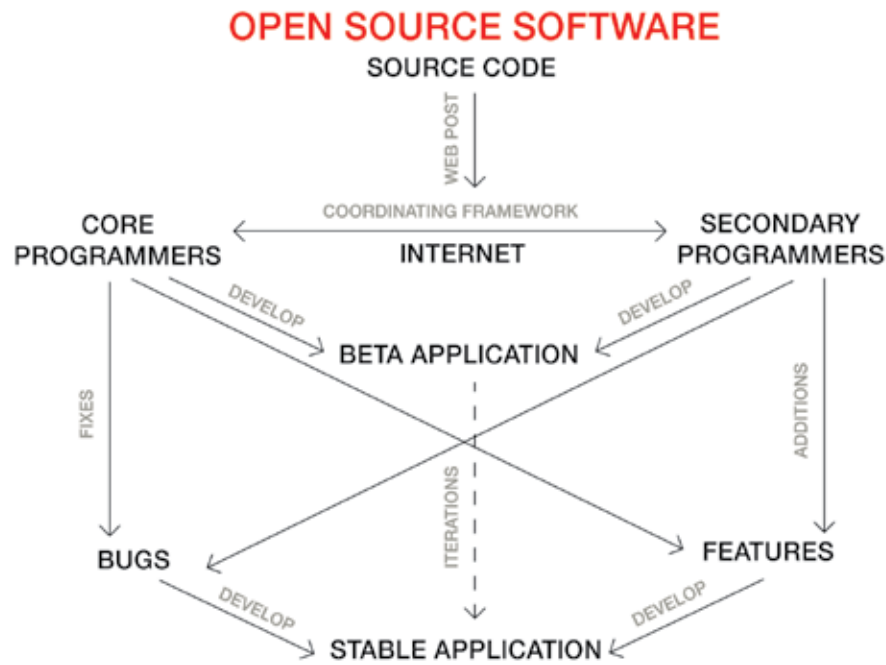 OPEN SOURCE SOFTWARE
SOURCE CODE
WEB POST
COORDINATING FRAMEWORK
CORE
PROGRAMMERS
INTERNET
SECONDARY
PROGRAMMERS
DEVELOP
DEVELOP
BETA APPLICATION
FIXES
ADDITIONS
ITERATIONS
BUGS
FEATURES
DEVELOP
DEVELOP
STABLE APPLICATION